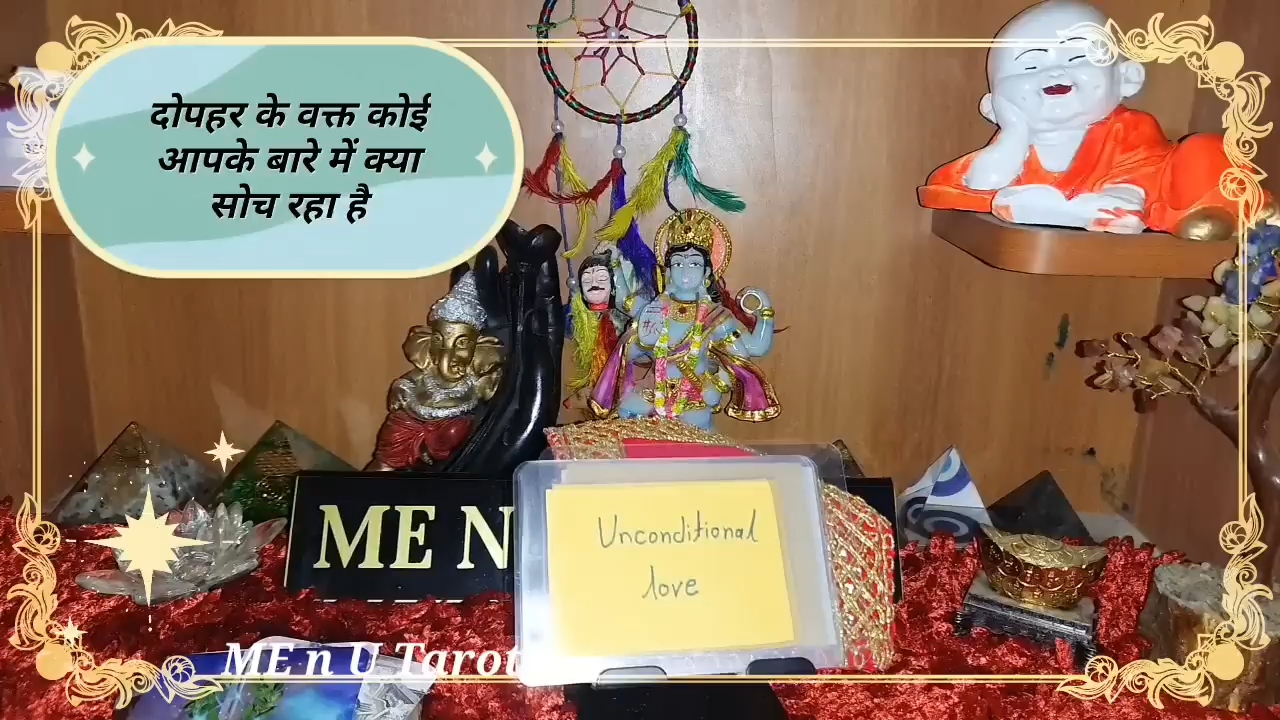 दोपहर के वक्त कोई
आपके बारे में क्या
सोच रहा है
ME N
Unconditional
love
ME n U Tarot